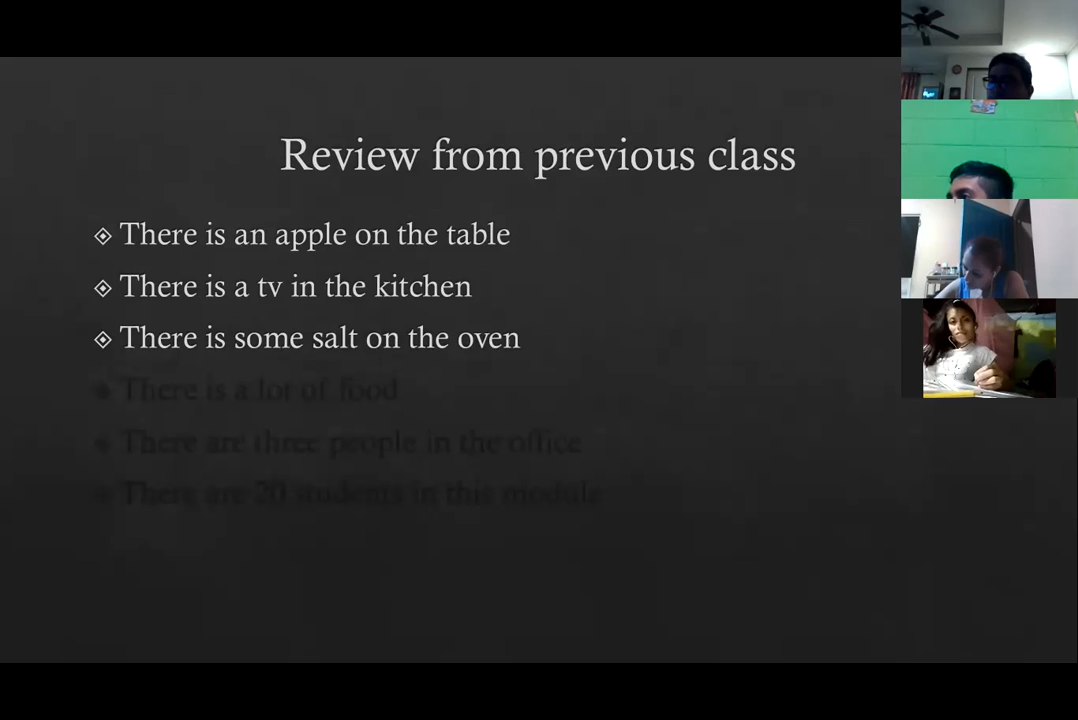 Review from previous class
There is an apple on the table
There is a tv in the kitchen
There is some salt on the oven
There is a lot of food
There are three people in the office
There are 20 students in this module